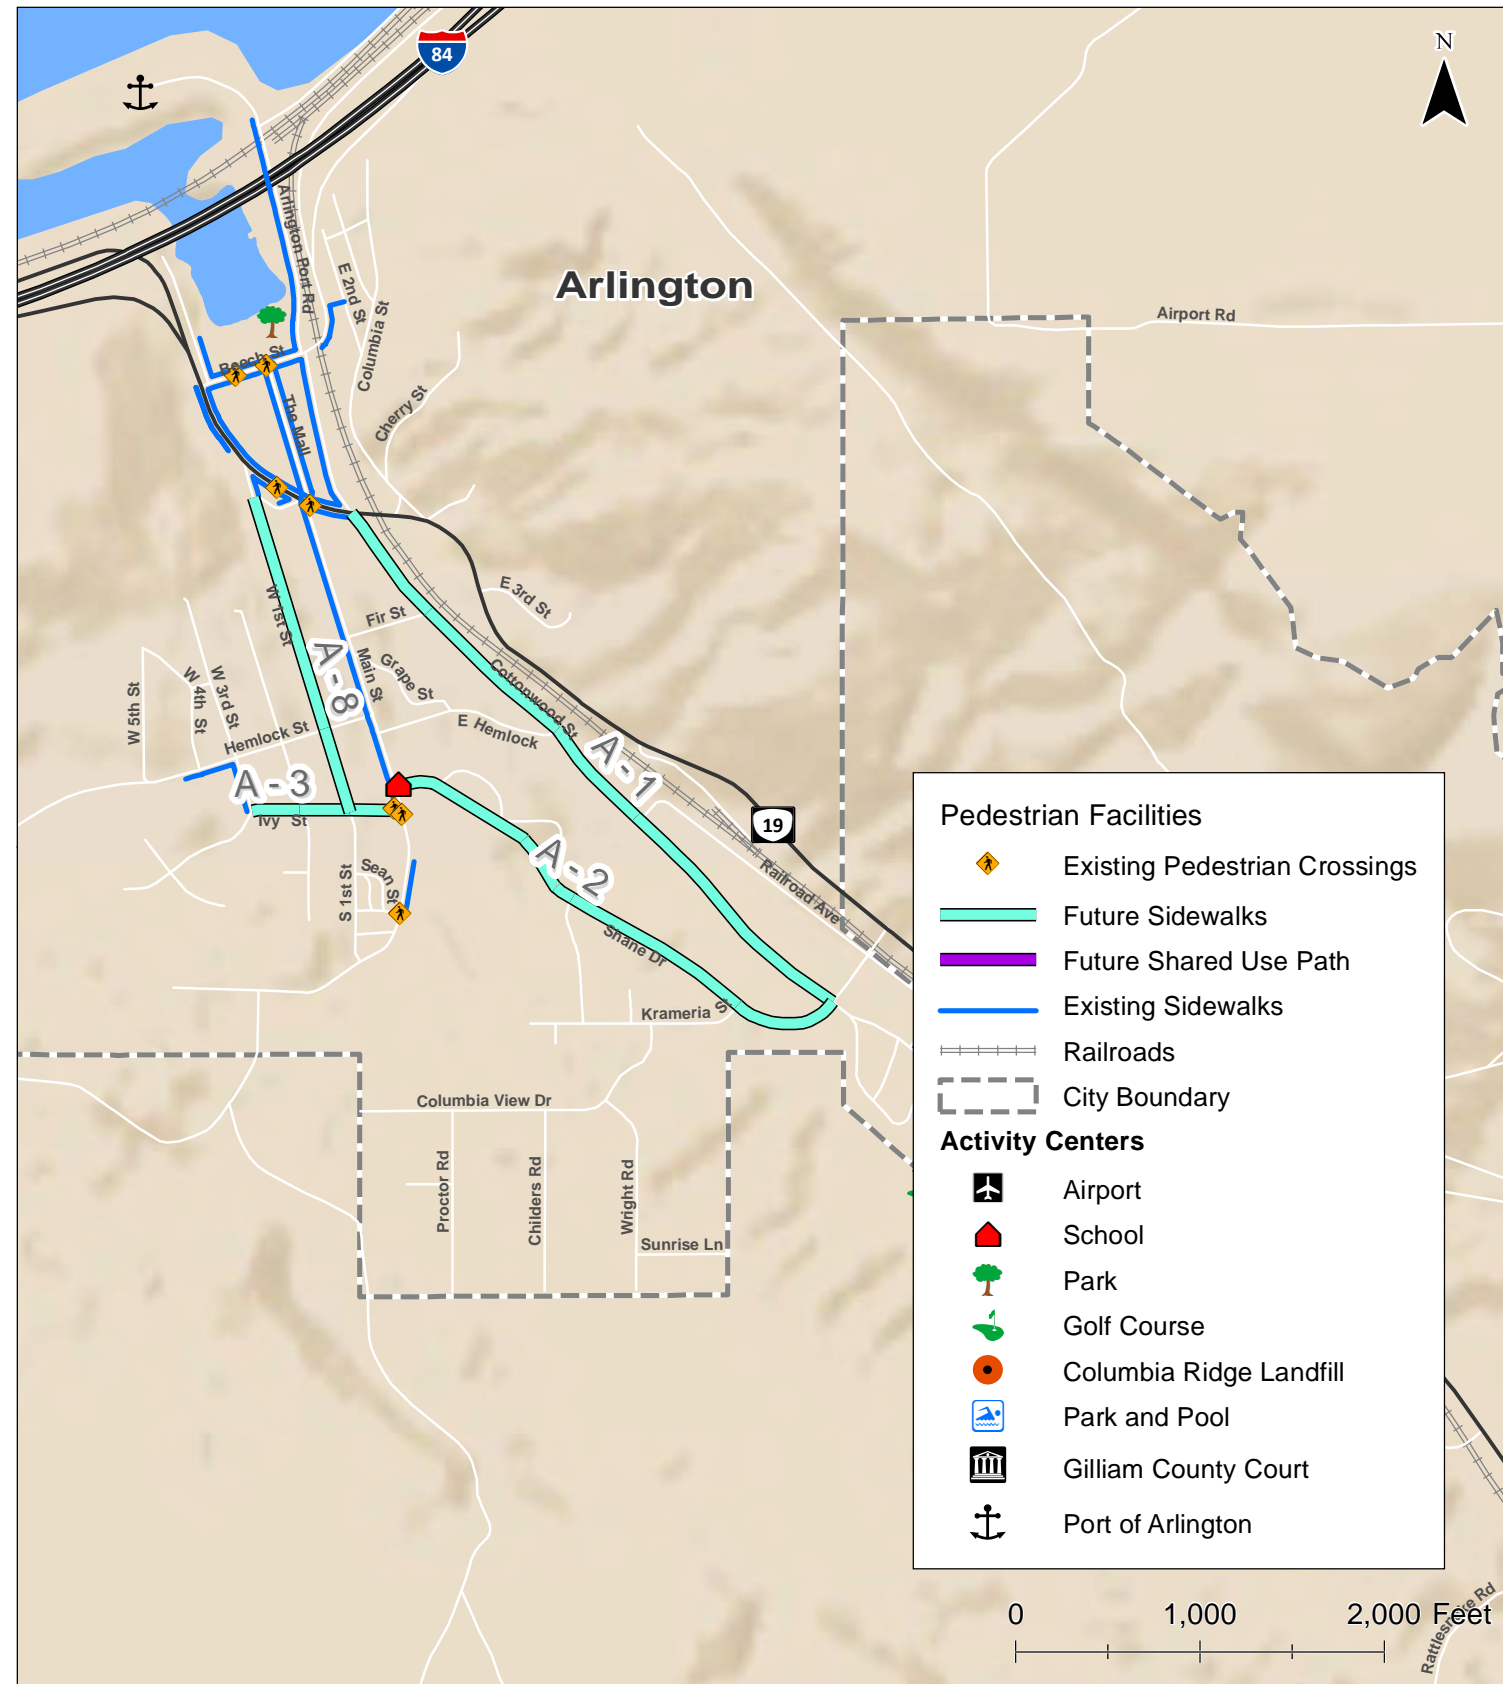 84
N
Arlington Port Rd
E 2nd St
Columbia St
Arlington
Airport Rd
Beech St
The Mall
Cherry St
W 1st St
E 3rd St
Fir St
A - 8
Main St
Grape St
Cottonwood St
W 5th St
W 4th St
W 3rd St
Hemlock St
E Hemlock
A - 1
A - 3
Ivy St
19
A - 2
Railroad Ave
S 1st St
Sean St
Shane Dr
Krameria St
Columbia View Dr
Proctor Rd
Childers Rd
Wright Rd
Sunrise Ln
Pedestrian Facilities
Existing Pedestrian Crossings
Future Sidewalks
Future Shared Use Path
Existing Sidewalks
Railroads
City Boundary
Activity Centers
Airport
School
Park
Golf Course
Columbia Ridge Landfill
Park and Pool
Gilliam County Court
Port of Arlington
0 1,000 2,000 Feet
Rattlesnake Rd